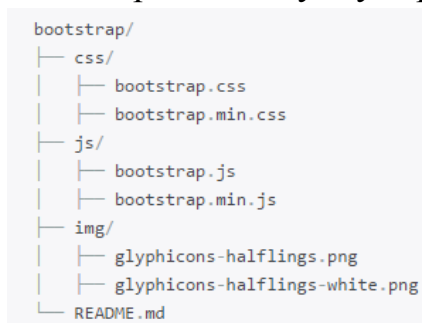 bootstrap/
├── css/
│   ├── bootstrap.css
│   ├── bootstrap.min.css
├── js/
│   ├── bootstrap.js
│   ├── bootstrap.min.js
├── img/
│   ├── glyphicons-halflings.png
│   ├── glyphicons-halflings-white.png
└── README.md